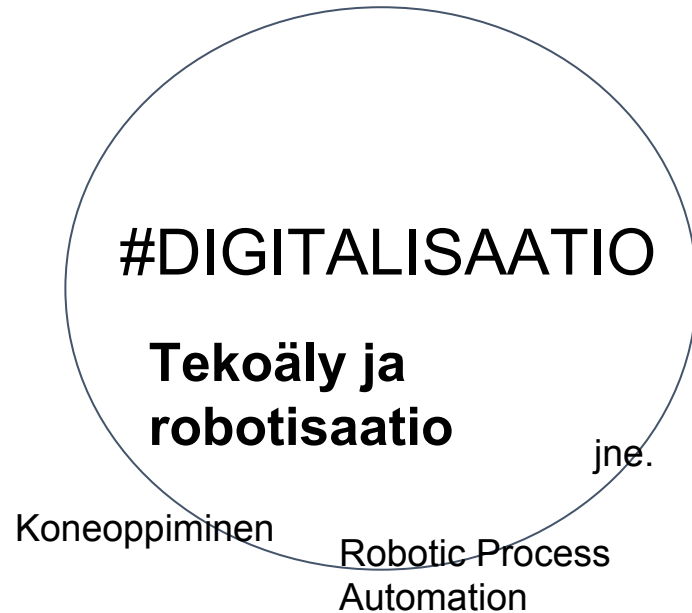 #DIGITALISAATIO
Tekoäly ja
robotisaatio
jne.
Koneoppiminen
Robotic Process
Automation